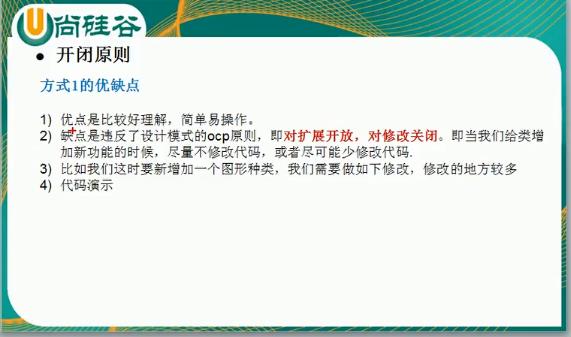 尚硅谷
● 开闭原则
方式1的优缺点
1) 优点是比较好理解，简单易操作。
2) 缺点是违反了设计模式的ocp原则，即对扩展开放，对修改关闭。即当我们给类增
加新功能的时候，尽量不修改代码，或者尽可能少修改代码.
3) 比如我们这时要新增加一个图形种类，我们需要做如下修改，修改的地方较多
4) 代码演示